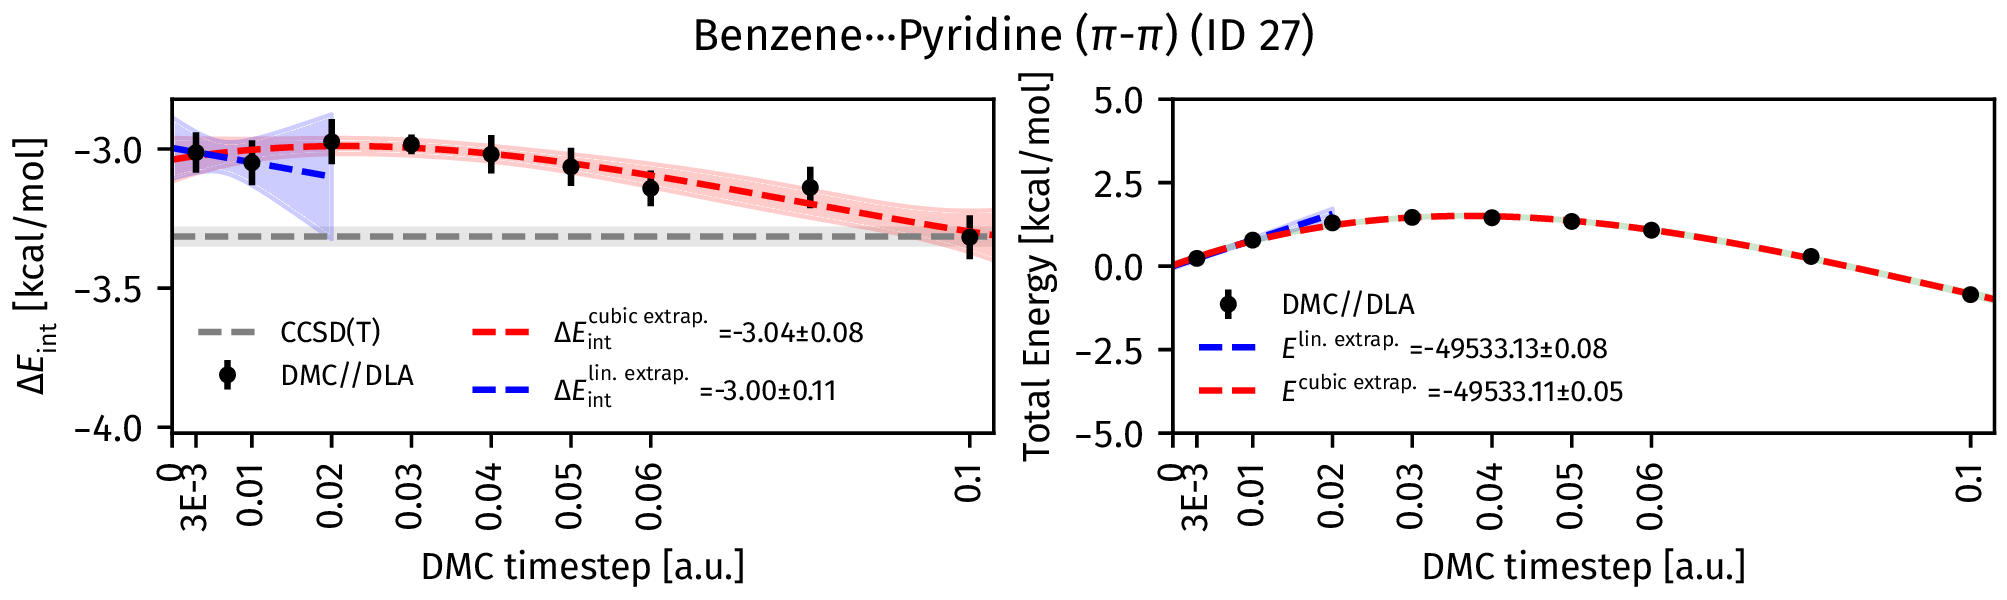 Benzene···Pyridine (π-π) (ID 27)
ΔE_int [kcal/mol]
−3.0
−3.5
−4.0
CCSD(T)
DMC//DLA
ΔE_int^cubic extrap. =-3.04±0.08
ΔE_int^lin. extrap. =-3.00±0.11
0
3E-3
0.01
0.02
0.03
0.04
0.05
0.06
0.1
DMC timestep [a.u.]
Total Energy [kcal/mol]
5.0
2.5
0.0
−2.5
−5.0
DMC//DLA
E^lin. extrap. =-49533.13±0.08
E^cubic extrap. =-49533.11±0.05
0
3E-3
0.01
0.02
0.03
0.04
0.05
0.06
0.1
DMC timestep [a.u.]